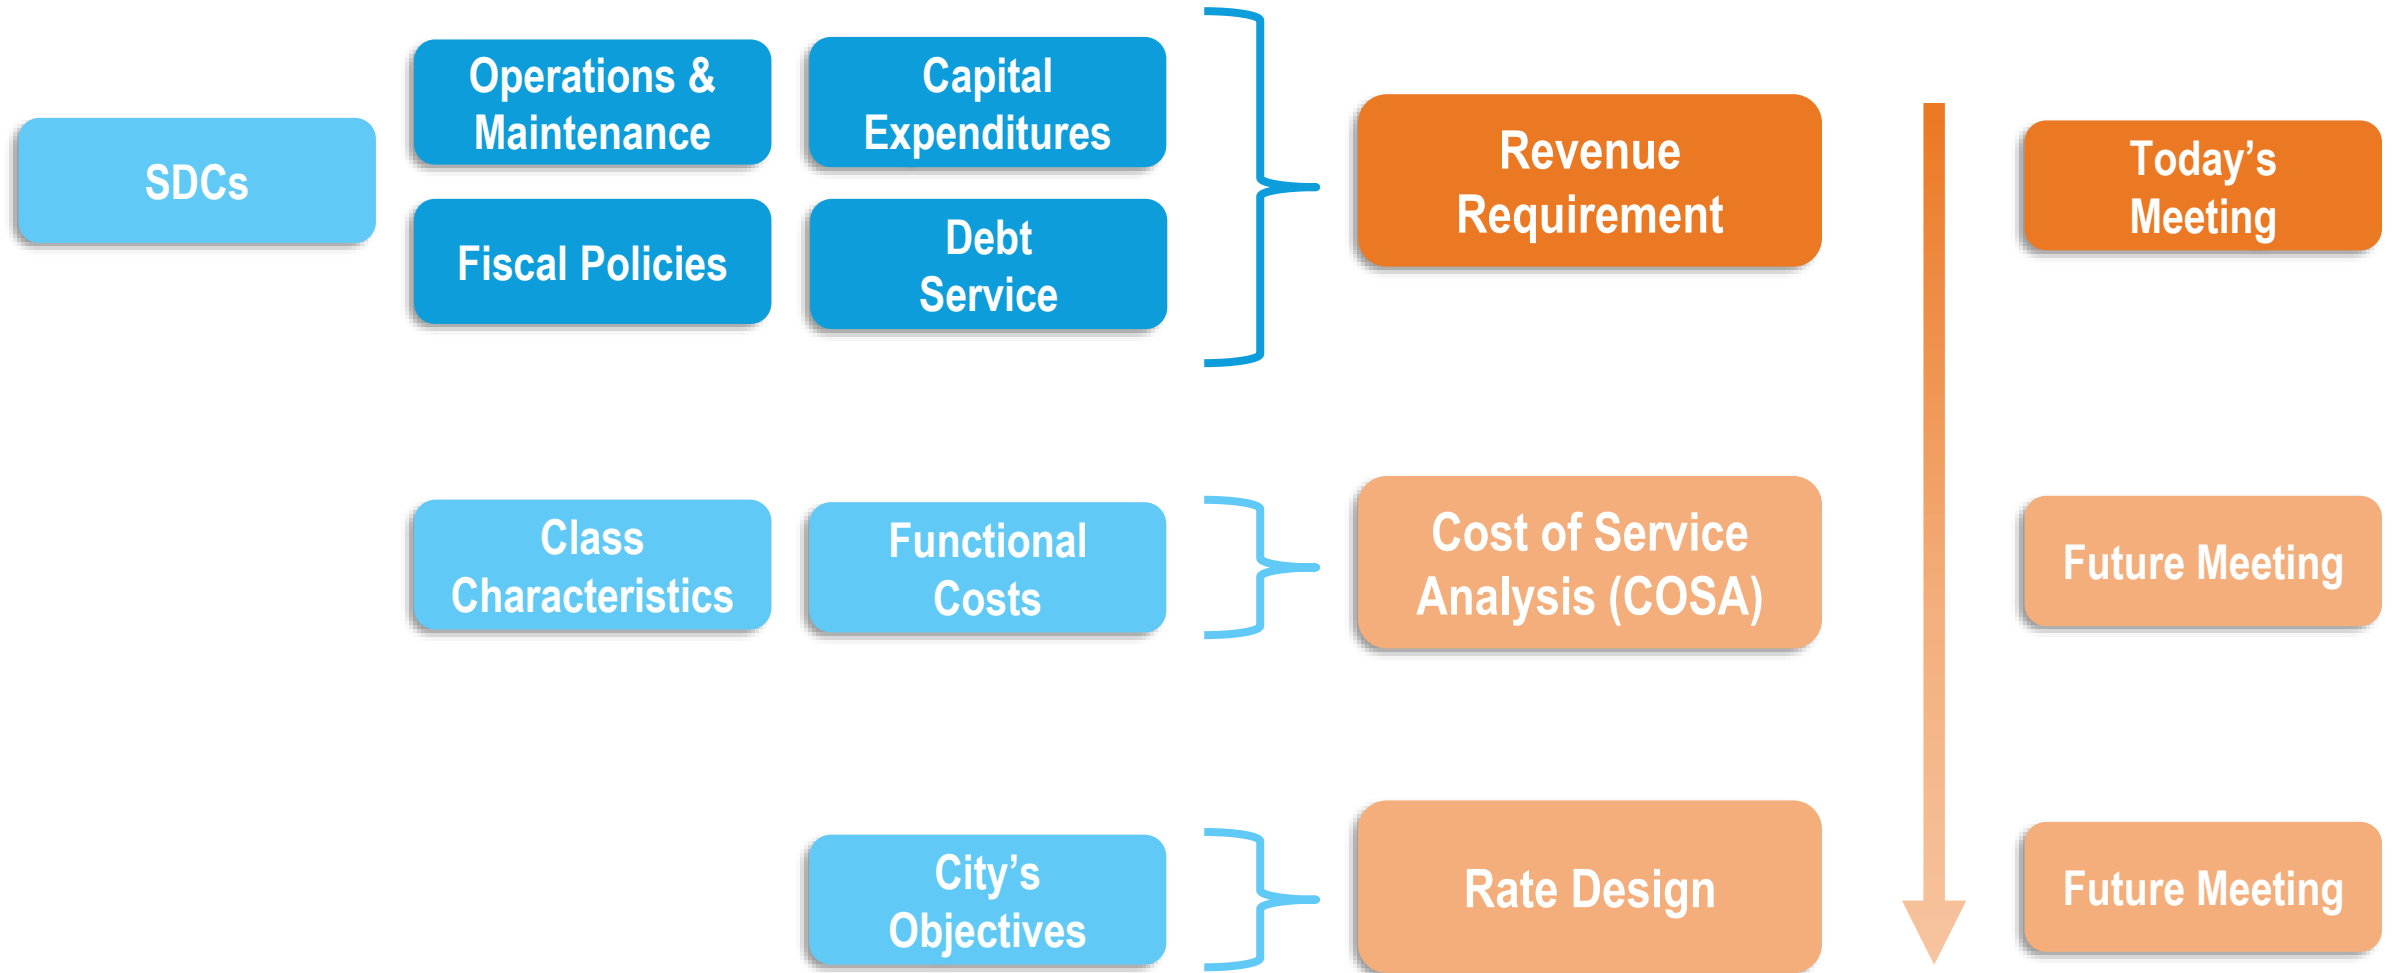 SDCs
Operations &
Maintenance
Capital
Expenditures
Fiscal Policies
Debt
Service
Revenue
Requirement
Today’s
Meeting
Class
Characteristics
Functional
Costs
Cost of Service
Analysis (COSA)
Future Meeting
City’s
Objectives
Rate Design
Future Meeting